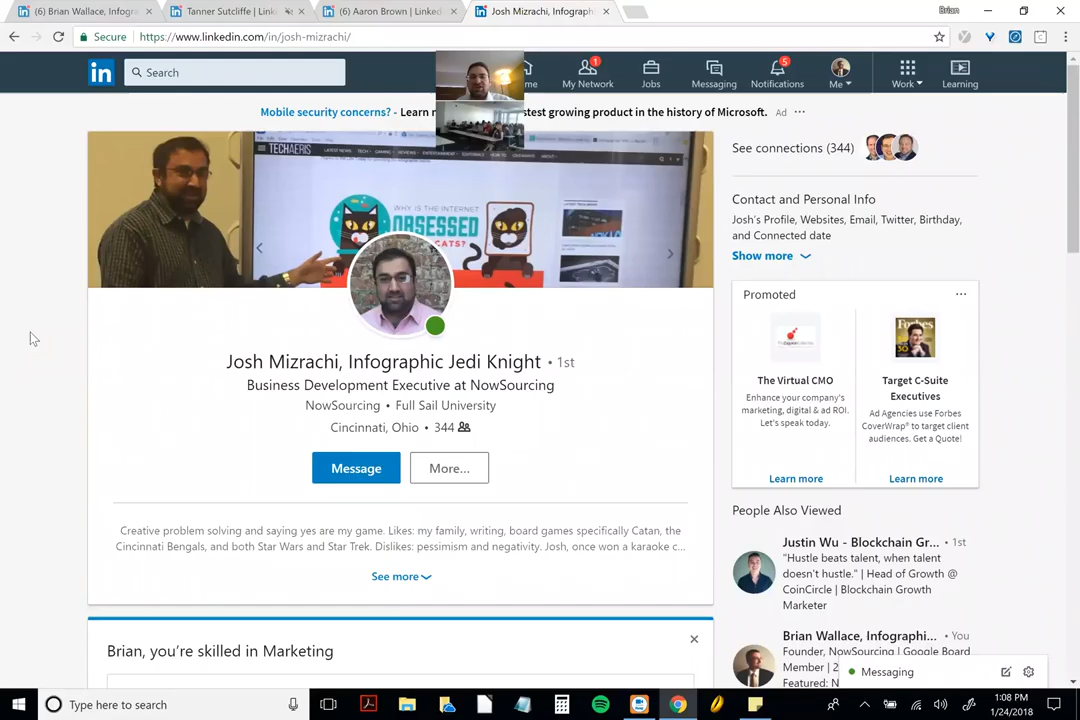 (6) Brian Wallace, Infogra
Tanner Sutcliffe | Link
(6) Aaron Brown | Linked
Josh Mizrachi, Infograph
Brian
Secure
https://www.linkedin.com/in/josh-mizrachi/
in
Search
me
My Network
1
Jobs
Messaging
Notifications
5
Me
Work
Learning
Mobile security concerns? - Learn
stest growing product in the history of Microsoft.
Ad
TECHAERIS
WHY IS THE INTERNET
OBSESSED
CATS?
Josh Mizrachi, Infographic Jedi Knight • 1st
Business Development Executive at NowSourcing
NowSourcing • Full Sail University
Cincinnati, Ohio • 344
Message
More...
Creative problem solving and saying yes are my game. Likes: my family, writing, board games specifically Catan, the
Cincinnati Bengals, and both Star Wars and Star Trek. Dislikes: pessimism and negativity. Josh, once won a karaoke c...
See more
Brian, you're skilled in Marketing
See connections (344)
Contact and Personal Info
Josh's Profile, Websites, Email, Twitter, Birthday,
and Connected date
Show more
Promoted
The Virtual CMO
Enhance your company's
marketing, digital & ad ROI.
Let's speak today.
Learn more
Forbes
30
Target C-Suite
Executives
Ad Agencies use Forbes
CoverWrap® to target client
audiences. Get a Quote!
Learn more
People Also Viewed
Justin Wu - Blockchain Gr... • 1st
"Hustle beats talent, when talent
doesn't hustle." | Head of Growth @
CoinCircle | Blockchain Growth
Marketer
Brian Wallace, Infographi... • You
Founder, NowSourcing | Google Board
Member | 2
Featured: N
Messaging
Type here to search
1:08 PM
1/24/2018